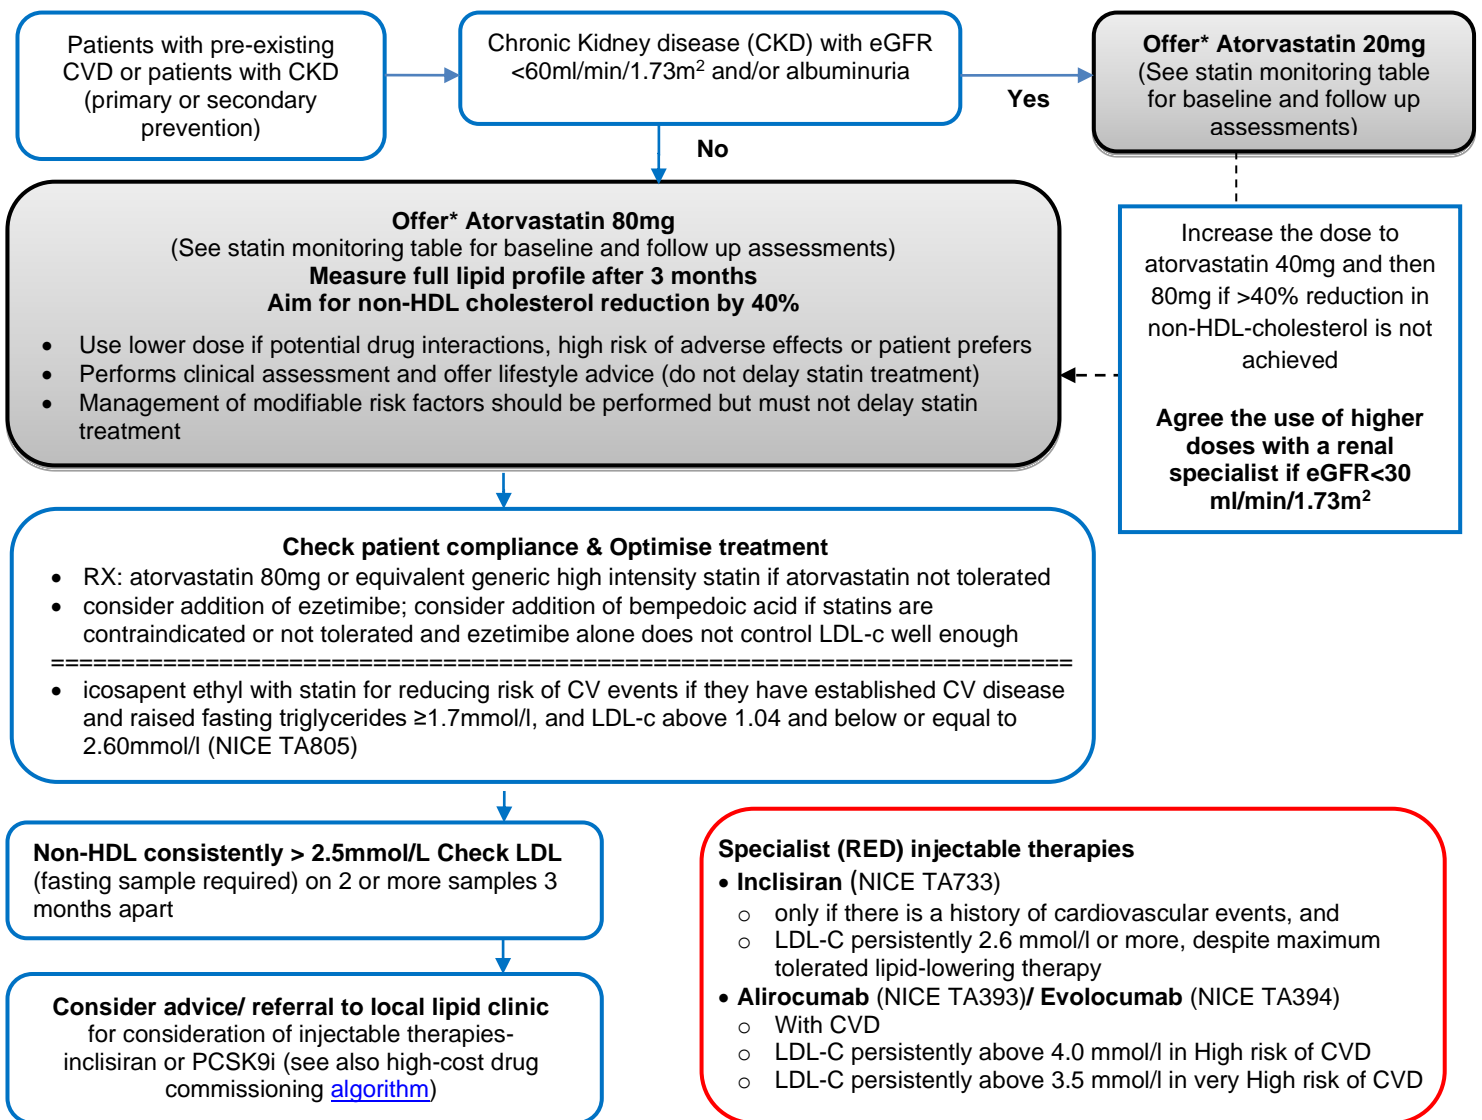 Patients with pre-existing
CVD or patients with CKD
(primary or secondary
prevention)
Chronic Kidney disease (CKD) with eGFR
<60ml/min/1.73m² and/or albuminuria
Yes
No
Offer* Atorvastatin 20mg
(See statin monitoring table
for baseline and follow up
assessments)
Offer* Atorvastatin 80mg
(See statin monitoring table for baseline and follow up assessments)
Measure full lipid profile after 3 months
Aim for non-HDL cholesterol reduction by 40%
• Use lower dose if potential drug interactions, high risk of adverse effects or patient prefers
• Performs clinical assessment and offer lifestyle advice (do not delay statin treatment)
• Management of modifiable risk factors should be performed but must not delay statin
treatment
Increase the dose to
atorvastatin 40mg and then
80mg if >40% reduction in
non-HDL-cholesterol is not
achieved
Agree the use of higher
doses with a renal
specialist if eGFR<30
ml/min/1.73m²
Check patient compliance & Optimise treatment
• RX: atorvastatin 80mg or equivalent generic high intensity statin if atorvastatin not tolerated
• consider addition of ezetimibe; consider addition of bempedoic acid if statins are
contraindicated or not tolerated and ezetimibe alone does not control LDL-c well enough
=========================================================================
• icosapent ethyl with statin for reducing risk of CV events if they have established CV disease
and raised fasting triglycerides ≥1.7mmol/l, and LDL-c above 1.04 and below or equal to
2.60mmol/l (NICE TA805)
Non-HDL consistently > 2.5mmol/L Check LDL
(fasting sample required) on 2 or more samples 3
months apart
Consider advice/ referral to local lipid clinic
for consideration of injectable therapies-
inclisiran or PCSK9i (see also high-cost drug
commissioning algorithm)
Specialist (RED) injectable therapies
• Inclisiran (NICE TA733)
o only if there is a history of cardiovascular events, and
o LDL-C persistently 2.6 mmol/l or more, despite maximum
tolerated lipid-lowering therapy
• Alirocumab (NICE TA393)/ Evolocumab (NICE TA394)
o With CVD
o LDL-C persistently above 4.0 mmol/l in High risk of CVD
o LDL-C persistently above 3.5 mmol/l in very High risk of CVD